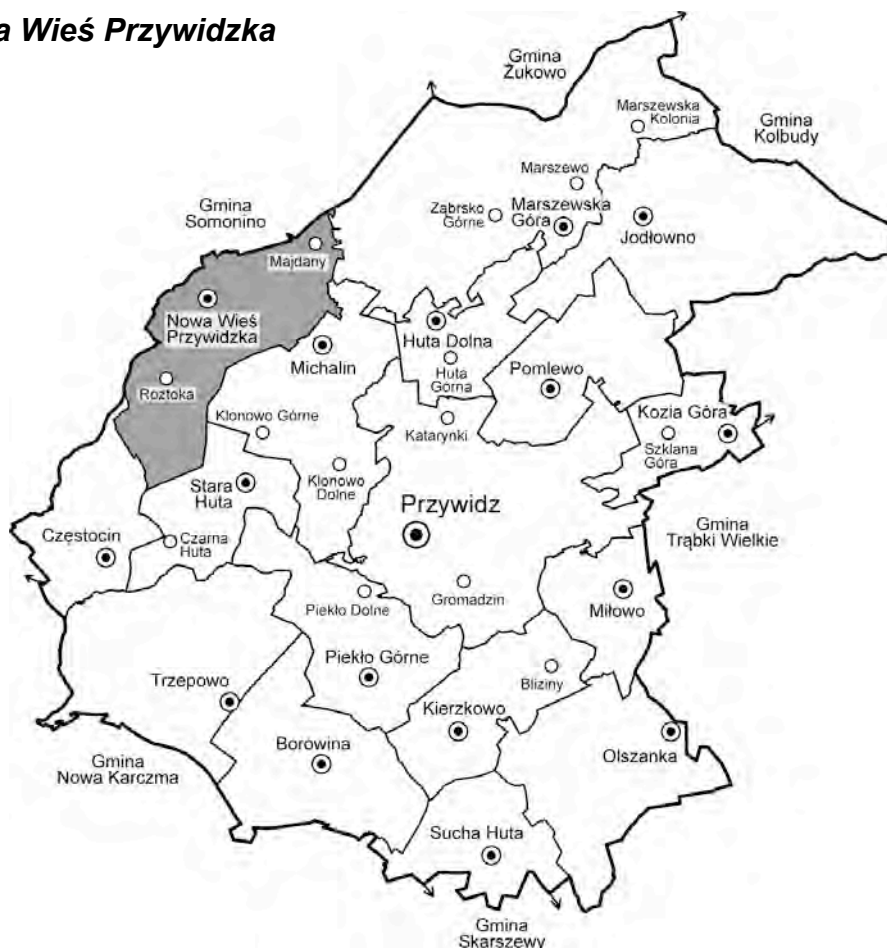 a Wieś Przywidzka
Gmina
Żukowo
Marszewska
Kolonia
Gmina
Kolbudy
Marszewo
Gmina
Somonino
Ząbrsko
Górne
Marszewska
Góra
Jodłowno
Majdany
Nowa Wieś
Przywidzka
Huta Dolna
Michalin
Huta
Górna
Pomlewo
Roztoka
Klonowo Górne
Katarynki
Kozia Góra
Szklana
Góra
Stara
Huta
Klonowo
Dolne
Przywidz
Gmina
Trąbki Wielkie
Częstocin
Czarna
Huta
Gromadzin
Piekło Dolne
Miłowo
Piekło Górne
Trzepowo
Bliziny
Kierzkowo
Borówina
Olszanka
Gmina
Nowa Karczma
Sucha Huta
Gmina
Skarszewy